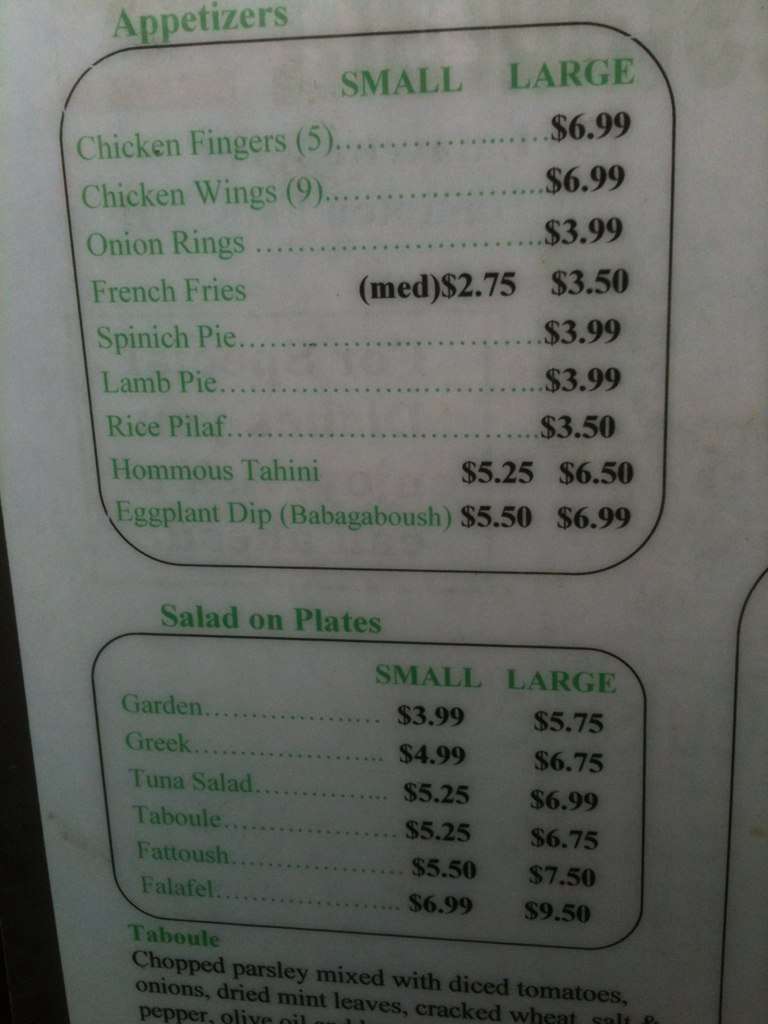 Appetizers
SMALL LARGE
Chicken Fingers (5)..........................$6.99
Chicken Wings (9)..........................$6.99
Onion Rings ..............................$3.99
French Fries (med)$2.75 $3.50
Spinich Pie................................$3.99
Lamb Pie..................................$3.99
Rice Pilaf.................................$3.50
Hommous Tahini $5.25 $6.50
Eggplant Dip (Babagaboush) $5.50 $6.99
Salad on Plates
SMALL LARGE
Garden.................... $3.99 $5.75
Greek...................... $4.99 $6.75
Tuna Salad............... $5.25 $6.99
Taboule.................... $5.25 $6.75
Fattoush................... $5.50 $7.50
Falafel..................... $6.99 $9.50
Taboule
Chopped parsley mixed with diced tomatoes,
onions, dried mint leaves, cracked wheat, salt &
pepper, olive oil